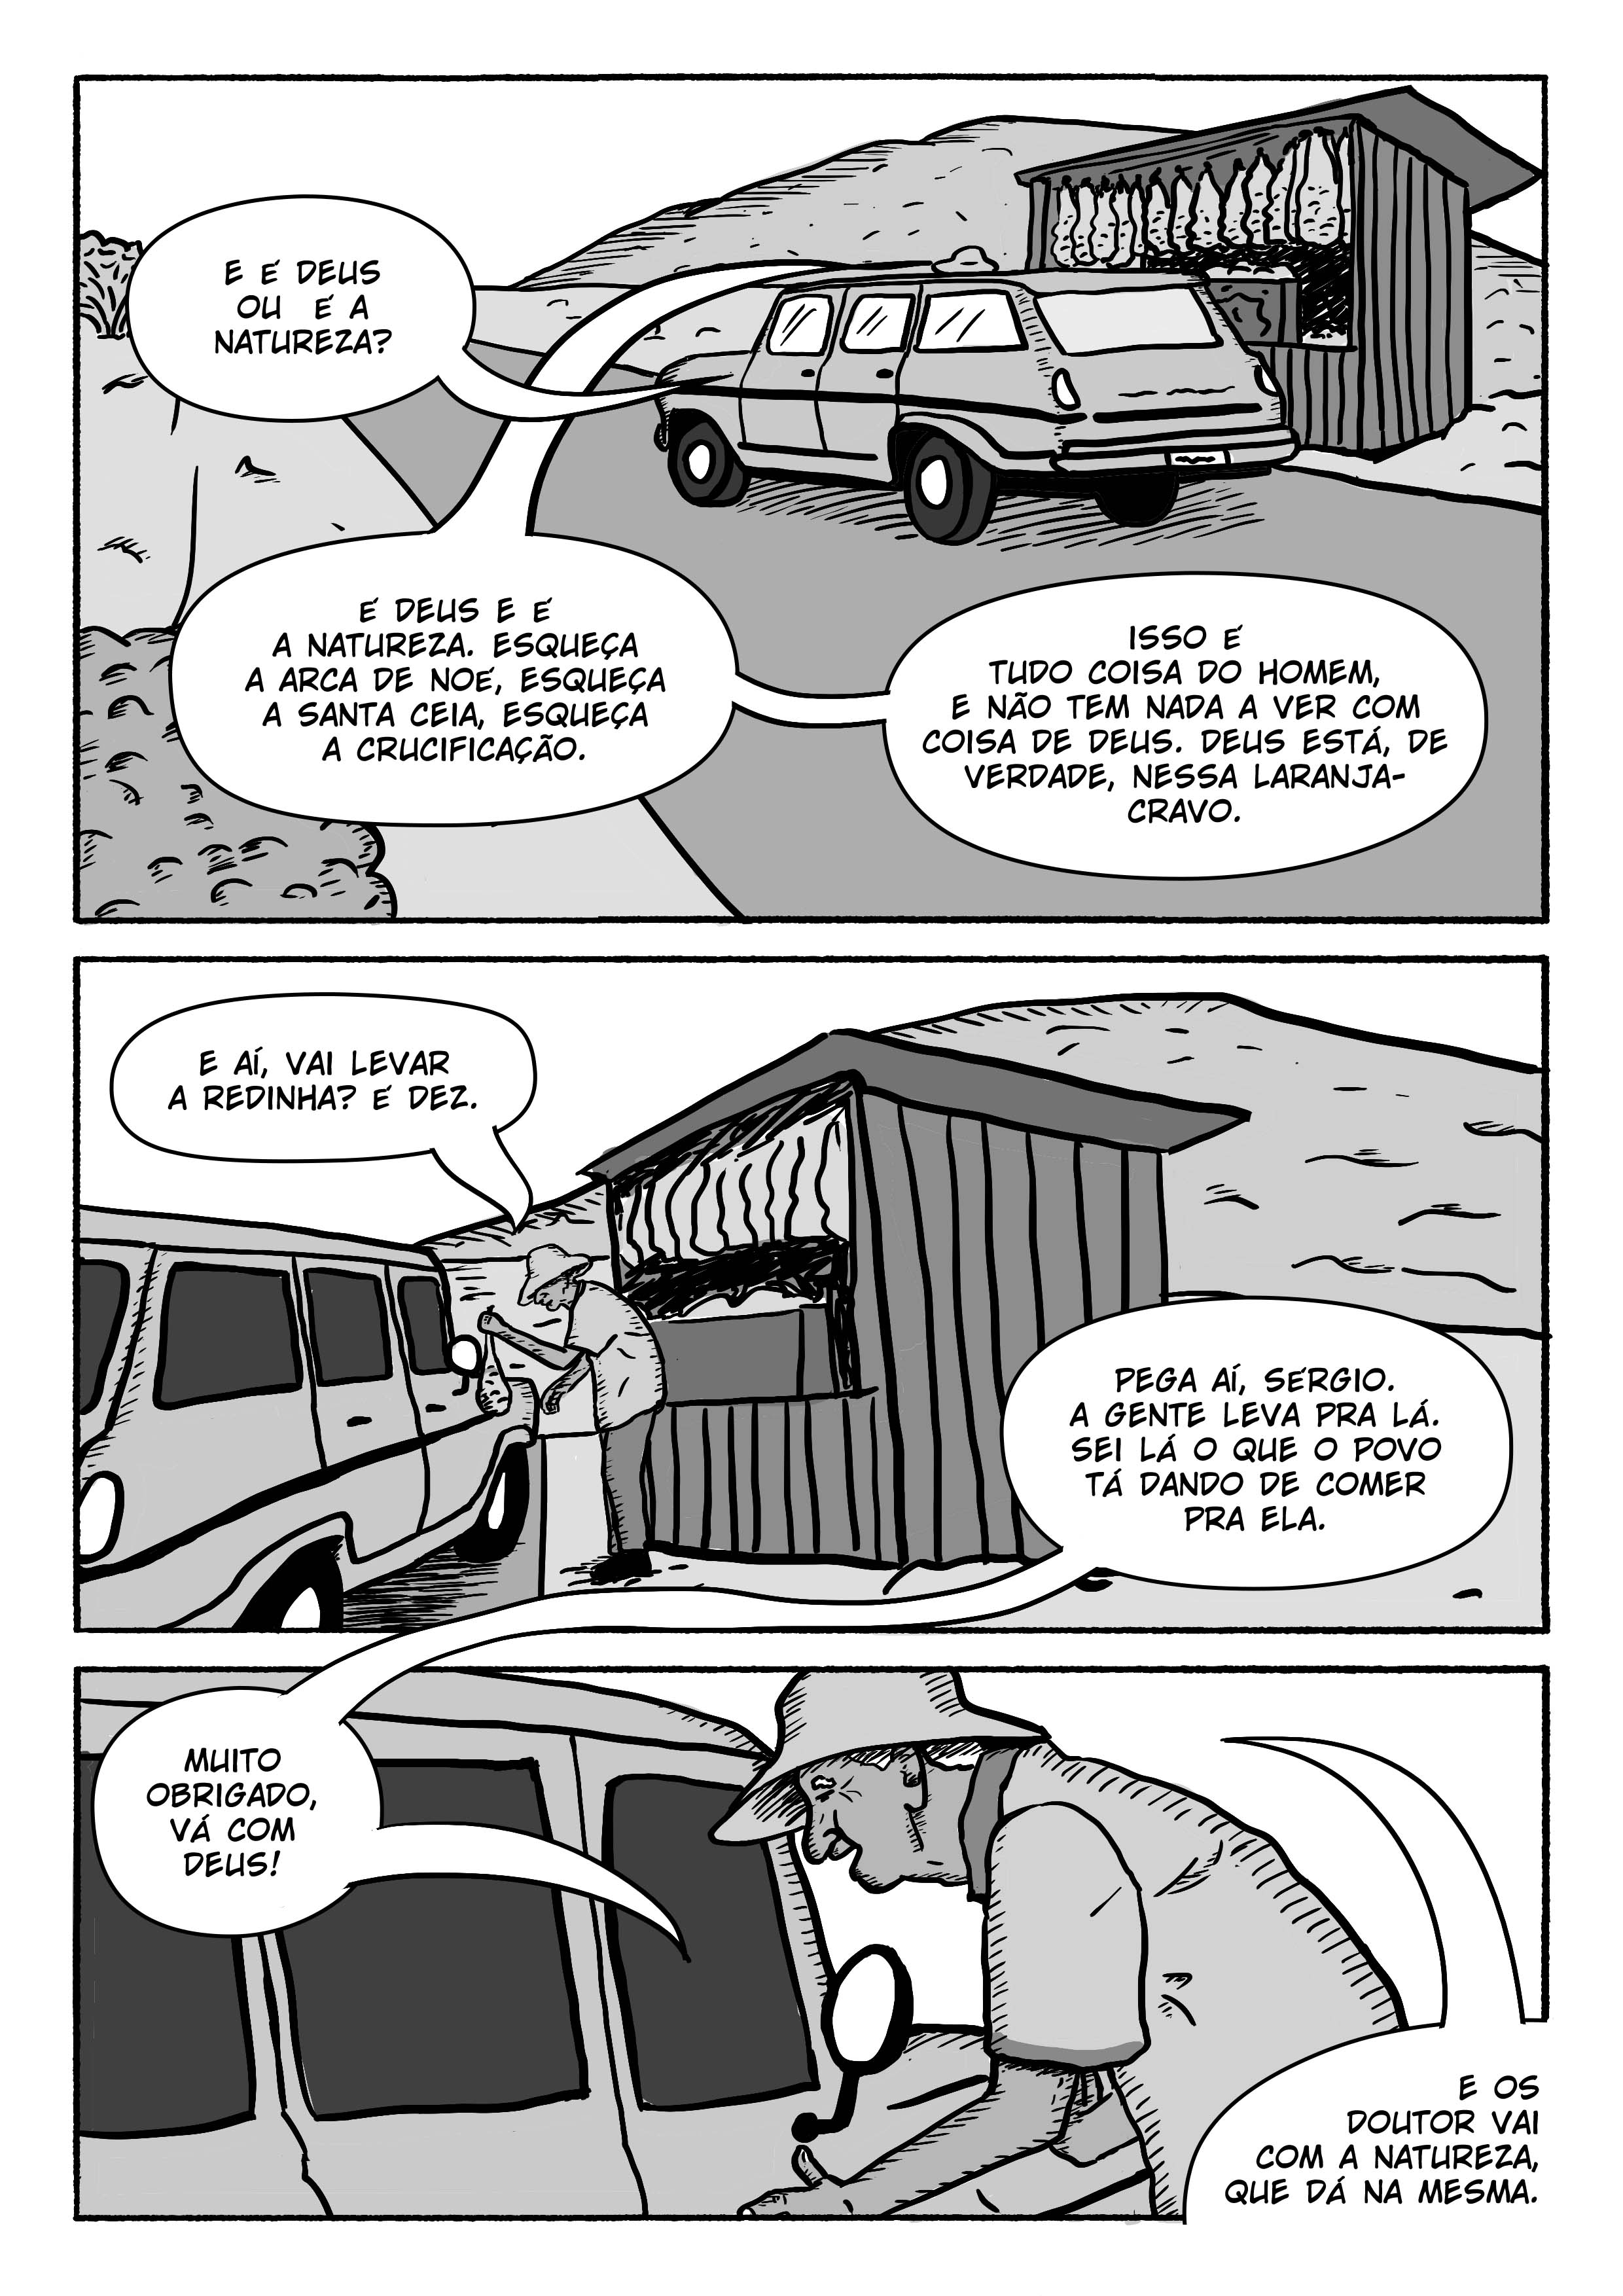 E É DEUS
OU É A
NATUREZA?
É DEUS E É
A NATUREZA. ESQUEÇA
A ARCA DE NOÉ, ESQUEÇA
A SANTA CEIA, ESQUEÇA
A CRUCIFICAÇÃO.
ISSO É
TUDO COISA DO HOMEM,
E NÃO TEM NADA A VER COM
COISA DE DEUS. DEUS ESTÁ, DE
VERDADE, NESSA LARANJA-
CRAVO.
E AÍ, VAI LEVAR
A REDINHA? É DEZ.
PEGA AÍ, SÉRGIO.
A GENTE LEVA PRA LÁ.
SEI LÁ O QUE O POVO
TÁ DANDO DE COMER
PRA ELA.
MUITO
OBRIGADO,
VÁ COM
DEUS!
E OS
DOUTOR VAI
COM A NATUREZA,
QUE DÁ NA MESMA.